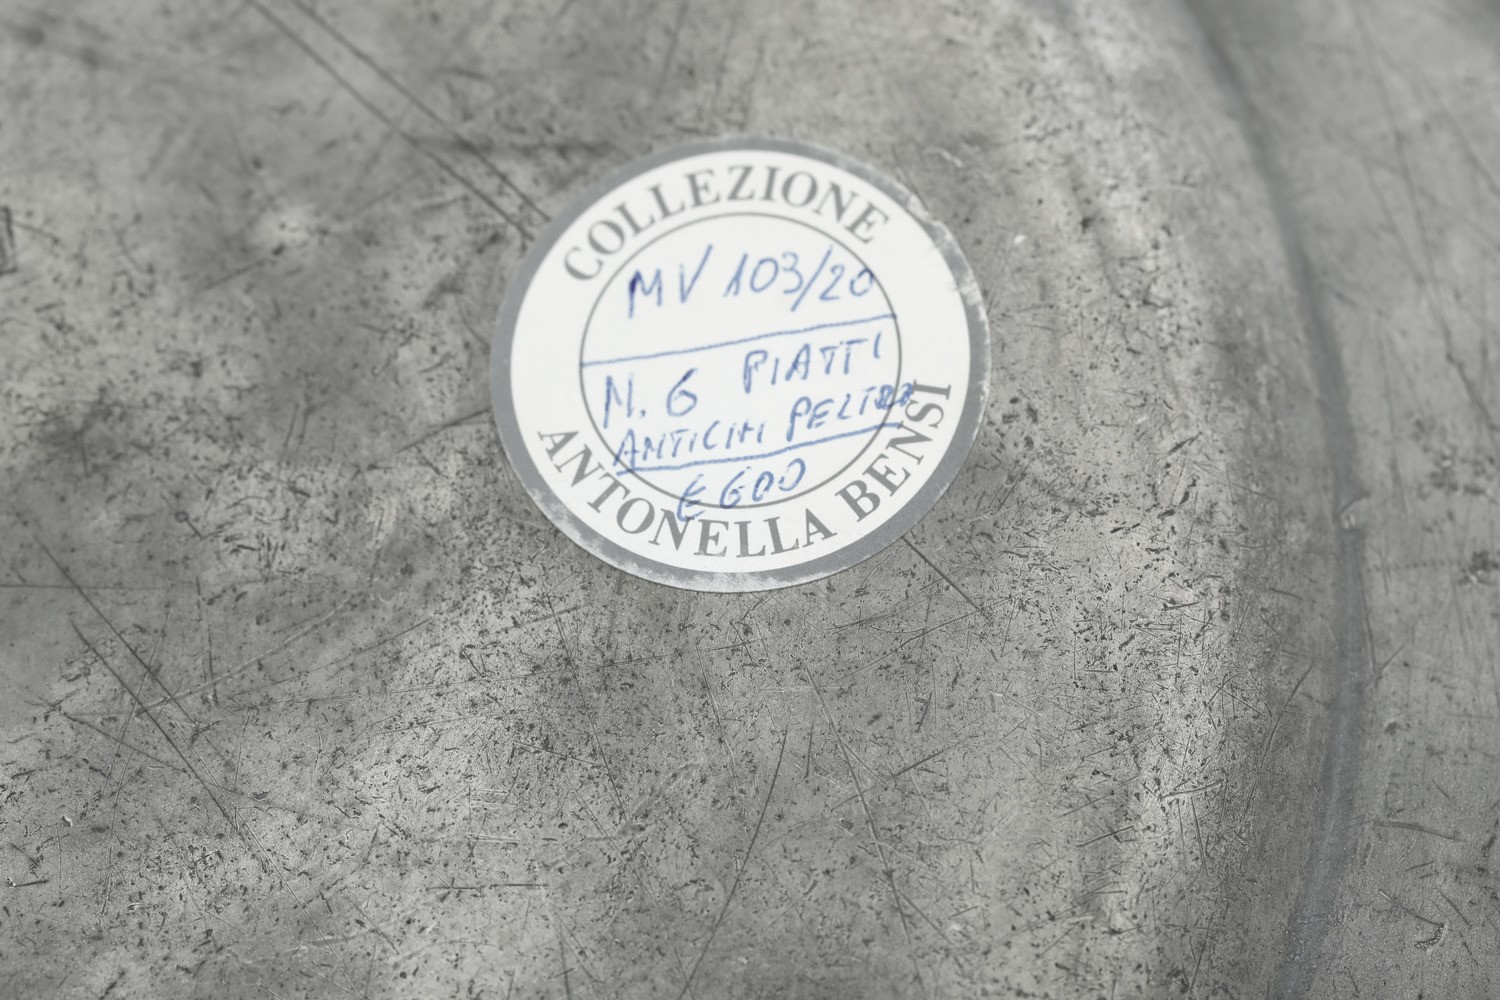 COLLEZIONE
MV 103/20
N. 6 PIATTI
ANTICHI PELTRO
€ 600
ANTONELLA BENSI